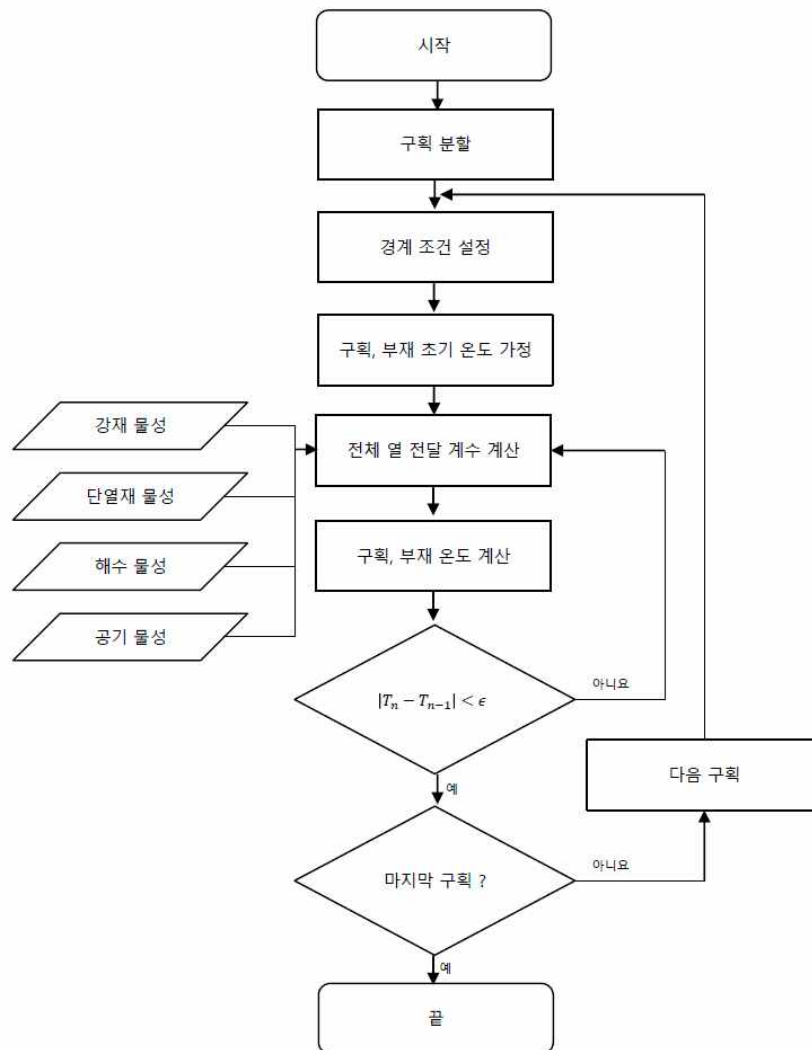 시작
구획 분할
경계 조건 설정
구획, 부재 초기 온도 가정
강재 물성
전체 열 전달 계수 계산
단열재 물성
구획, 부재 온도 계산
해수 물성
공기 물성
|Tₙ − Tₙ₋₁| < ϵ
아니요
다음 구획
예
마지막 구획 ?
아니요
예
끝